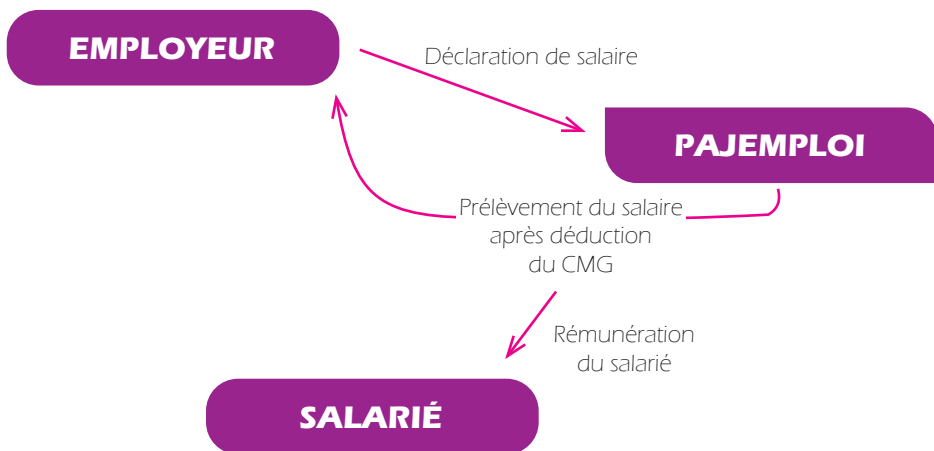 EMPLOYEUR
Déclaration de salaire
PAJEMPLOI
Prélèvement du salaire
après déduction
du CMG
Rémunération
du salarié
SALARIÉ